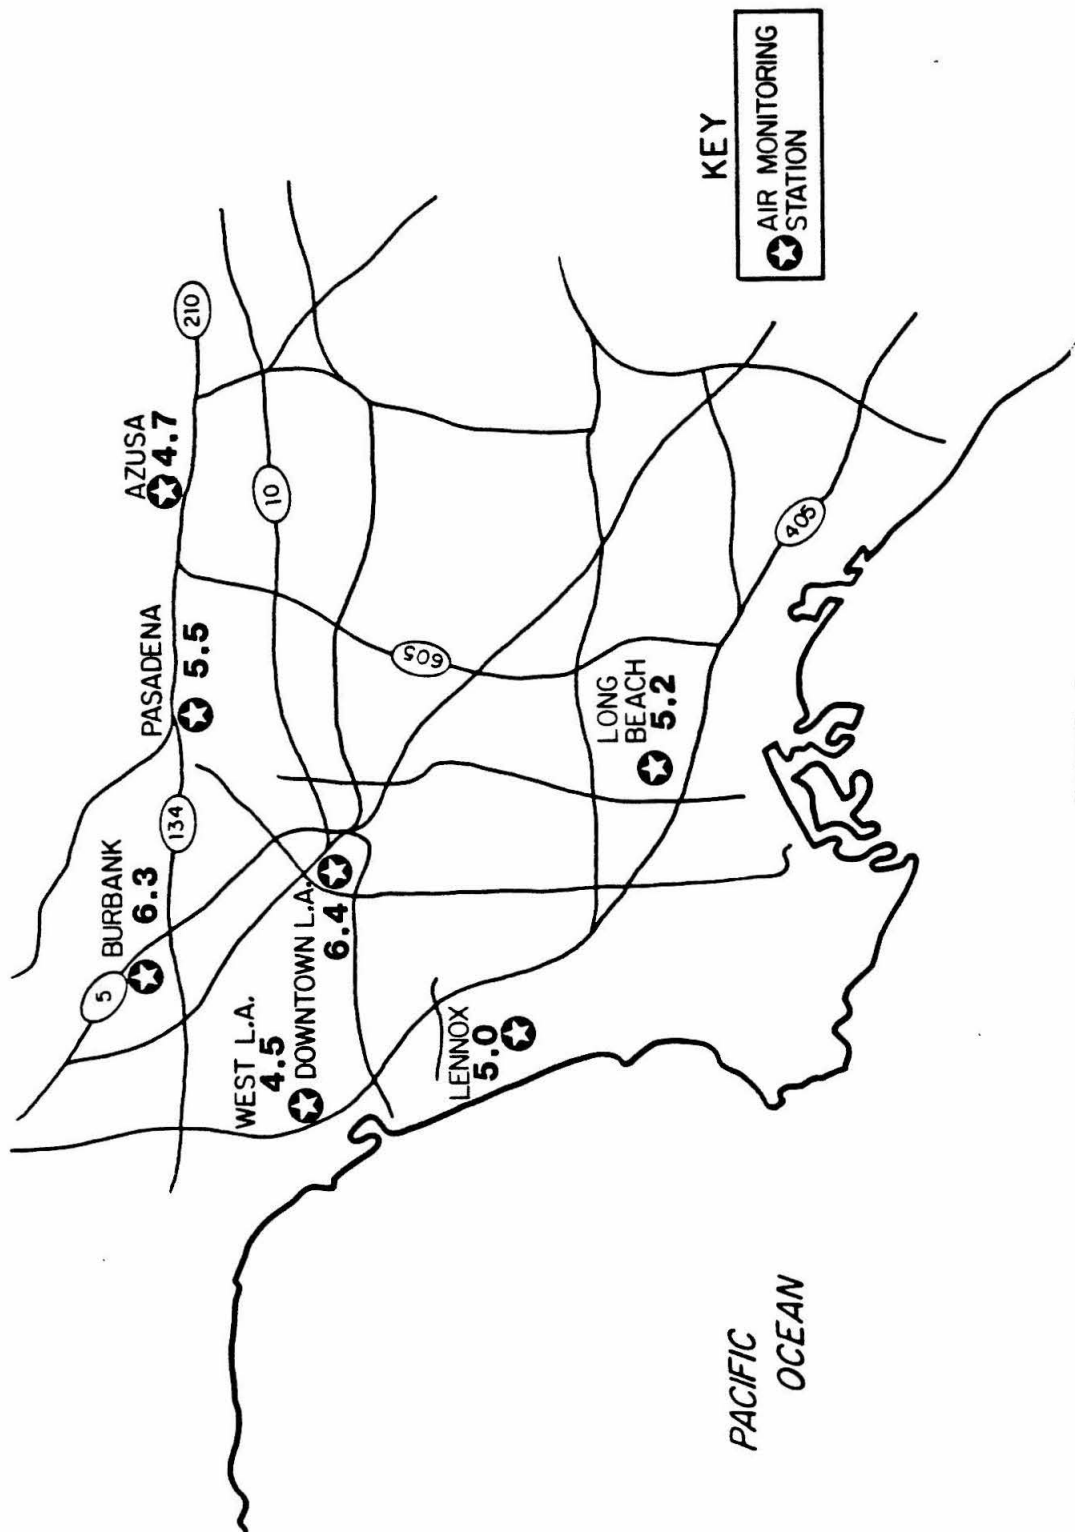 BURBANK
6.3
5
134
PASADENA
5.5
AZUSA
4.7
210
WEST L.A.
4.5
DOWNTOWN L.A.
6.4
10
LENNOX
5.0
605
LONG
BEACH
5.2
405
KEY
AIR MONITORING
STATION
PACIFIC
OCEAN